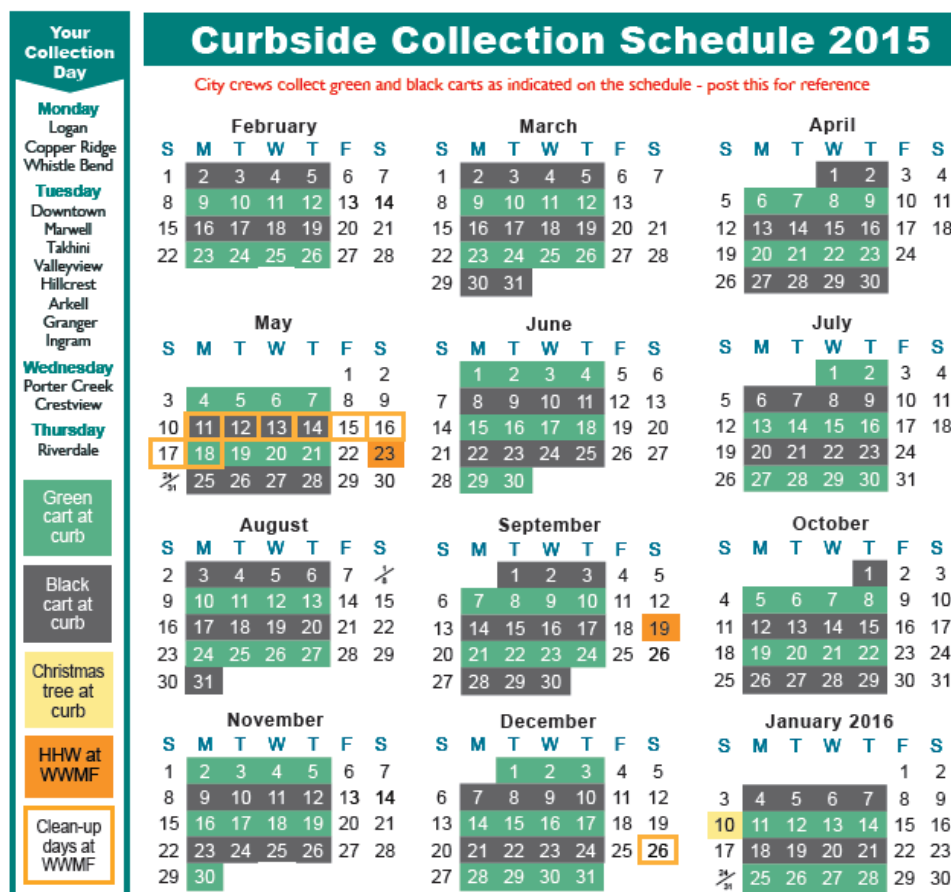 Your
Collection
Day
Monday
Logan
Copper Ridge
Whistle Bend
Tuesday
Downtown
Marwell
Takhini
Valleyview
Hillcrest
Arkell
Granger
Ingram
Wednesday
Porter Creek
Crestview
Thursday
Riverdale
Green
cart at
curb
Black
cart at
curb
Christmas
tree at
curb
HHW at
WWMF
Clean-up
days at
WWMF
Curbside Collection Schedule 2015
City crews collect green and black carts as indicated on the schedule - post this for reference
February
S M T W T F S
1 2 3 4 5 6 7
8 9 10 11 12 13 14
15 16 17 18 19 20 21
22 23 24 25 26 27 28
March
S M T W T F S
1 2 3 4 5 6 7
8 9 10 11 12 13
15 16 17 18 19 20 21
22 23 24 25 26 27 28
29 30 31
April
S M T W T F S
1 2 3 4
5 6 7 8 9 10 11
12 13 14 15 16 17 18
19 20 21 22 23 24
26 27 28 29 30
May
S M T W T F S
1 2
3 4 5 6 7 8 9
10 11 12 13 14 15 16
17 18 19 20 21 22 23
24/31 25 26 27 28 29 30
June
S M T W T F S
1 2 3 4 5 6
7 8 9 10 11 12 13
14 15 16 17 18 19 20
21 22 23 24 25 26 27
28 29 30
July
S M T W T F S
1 2 3 4
5 6 7 8 9 10 11
12 13 14 15 16 17 18
19 20 21 22 23 24
26 27 28 29 30 31
August
S M T W T F S
2 3 4 5 6 7 1/8
9 10 11 12 13 14 15
16 17 18 19 20 21 22
23 24 25 26 27 28 29
30 31
September
S M T W T F S
1 2 3 4 5
6 7 8 9 10 11 12
13 14 15 16 17 18 19
20 21 22 23 24 25 26
27 28 29 30
October
S M T W T F S
1 2 3
4 5 6 7 8 9 10
11 12 13 14 15 16 17
18 19 20 21 22 23 24
25 26 27 28 29 30 31
November
S M T W T F S
1 2 3 4 5 6 7
8 9 10 11 12 13 14
15 16 17 18 19 20 21
22 23 24 25 26 27 28
29 30
December
S M T W T F S
1 2 3 4 5
6 7 8 9 10 11 12
13 14 15 16 17 18 19
20 21 22 23 24 25 26
27 28 29 30 31
January 2016
S M T W T F S
1 2
3 4 5 6 7 8 9
10 11 12 13 14 15 16
17 18 19 20 21 22 23
24/31 25 26 27 28 29 30